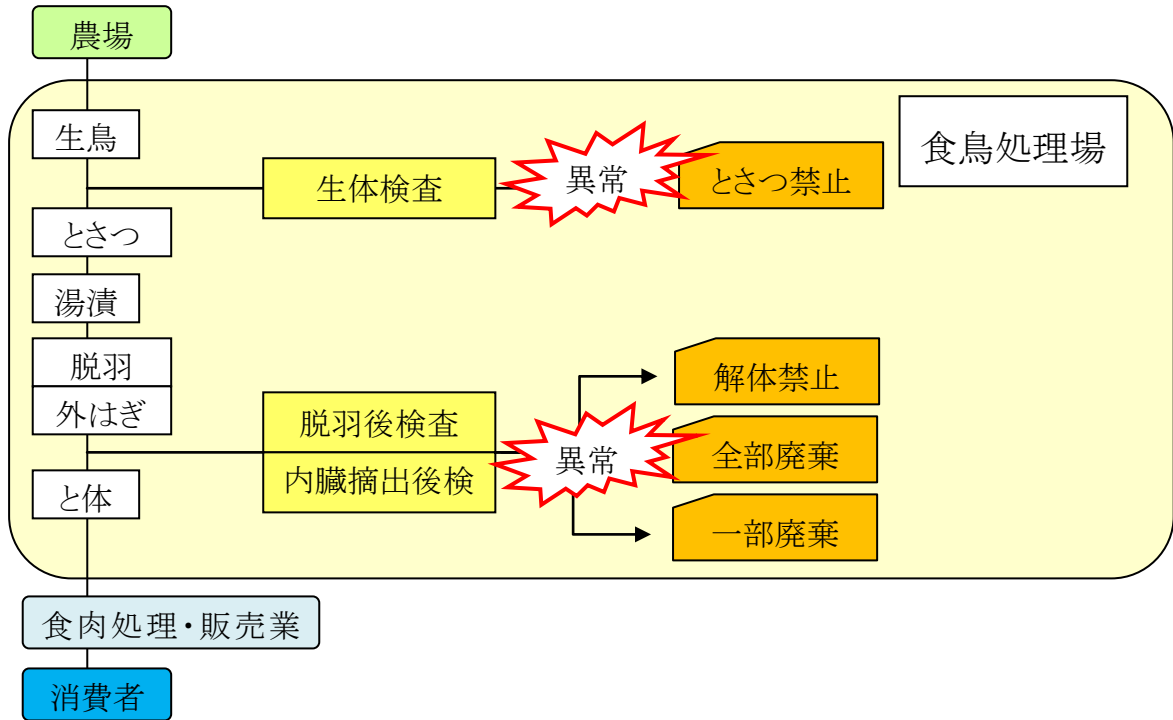 農場
食鳥処理場
生鳥
生体検査
異常
とさつ禁止
とさつ
湯漬
脱羽
外はぎ
脱羽後検査
内臓摘出後検
異常
解体禁止
全部廃棄
一部廃棄
と体
食肉処理・販売業
消費者